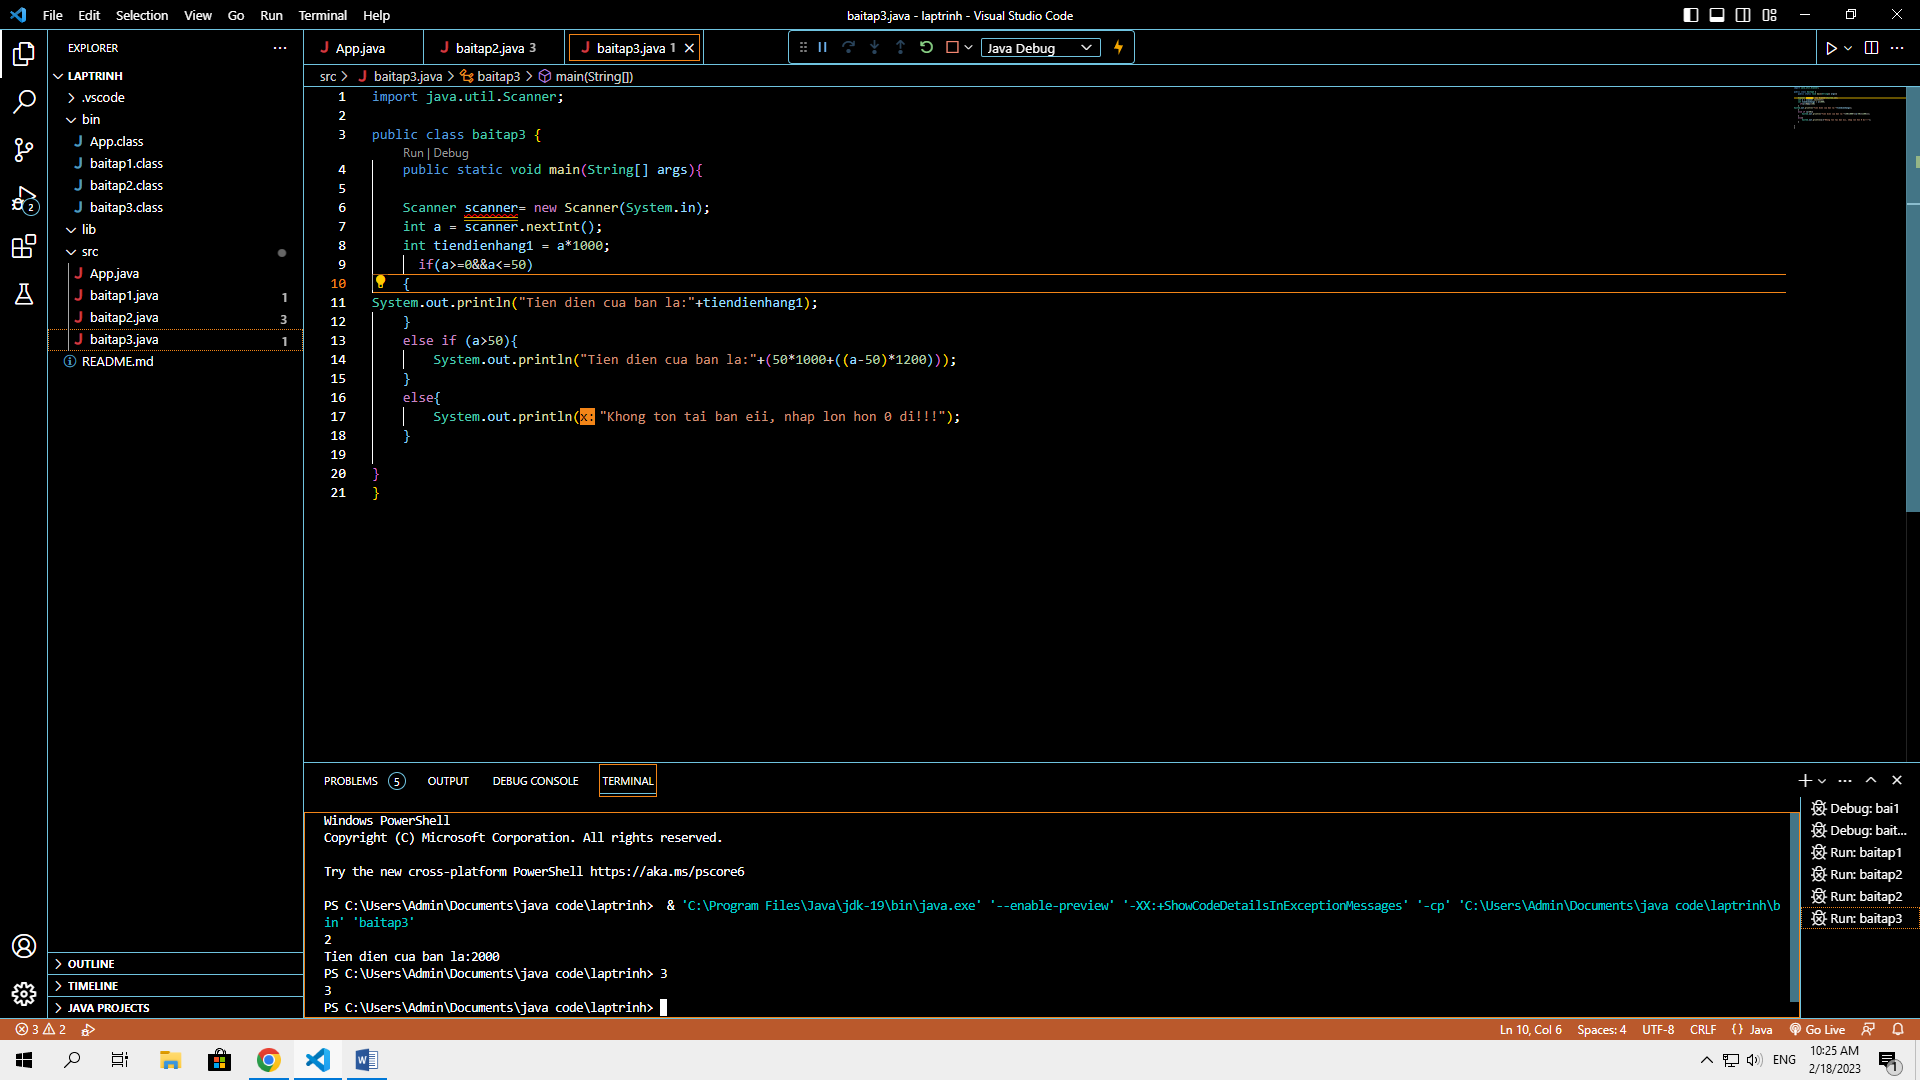 File Edit Selection View Go Run Terminal Help
baitap3.java - laptrinh - Visual Studio Code
EXPLORER
App.java
baitap2.java 3
baitap3.java 1
Java Debug
LAPTRINH
.vscode
bin
App.class
baitap1.class
baitap2.class
baitap3.class
lib
src
App.java
baitap1.java 1
baitap2.java 3
baitap3.java 1
README.md
2
OUTLINE
TIMELINE
JAVA PROJECTS
src > baitap3.java > baitap3 > main(String[])
1 import java.util.Scanner;
2
3 public class baitap3 {
Run | Debug
4 public static void main(String[] args){
5
6 Scanner scanner= new Scanner(System.in);
7 int a = scanner.nextInt();
8 int tiendienhang1 = a*1000;
9 if(a>=0&&a<=50)
10 {
11 System.out.println("Tien dien cua ban la:"+tiendienhang1);
12 }
13 else if (a>50){
14 System.out.println("Tien dien cua ban la:"+(50*1000+((a-50)*1200)));
15 }
16 else{
17 System.out.println(x: "Khong ton tai ban eii, nhap lon hon 0 di!!!");
18 }
19
20 }
21 }
PROBLEMS 5 OUTPUT DEBUG CONSOLE TERMINAL
Windows PowerShell
Copyright (C) Microsoft Corporation. All rights reserved.
Try the new cross-platform PowerShell https://aka.ms/pscore6
PS C:\Users\Admin\Documents\java code\laptrinh> & 'C:\Program Files\Java\jdk-19\bin\java.exe' '--enable-preview' '-XX:+ShowCodeDetailsInExceptionMessages' '-cp' 'C:\Users\Admin\Documents\java code\laptrinh\b
in' 'baitap3'
2
Tien dien cua ban la:2000
PS C:\Users\Admin\Documents\java code\laptrinh> 3
3
PS C:\Users\Admin\Documents\java code\laptrinh>
Debug: bai1
Debug: bait...
Run: baitap1
Run: baitap2
Run: baitap2
Run: baitap3
3 2
Ln 10, Col 6 Spaces: 4 UTF-8 CRLF {} Java Go Live
ENG
10:25 AM
2/18/2023
1